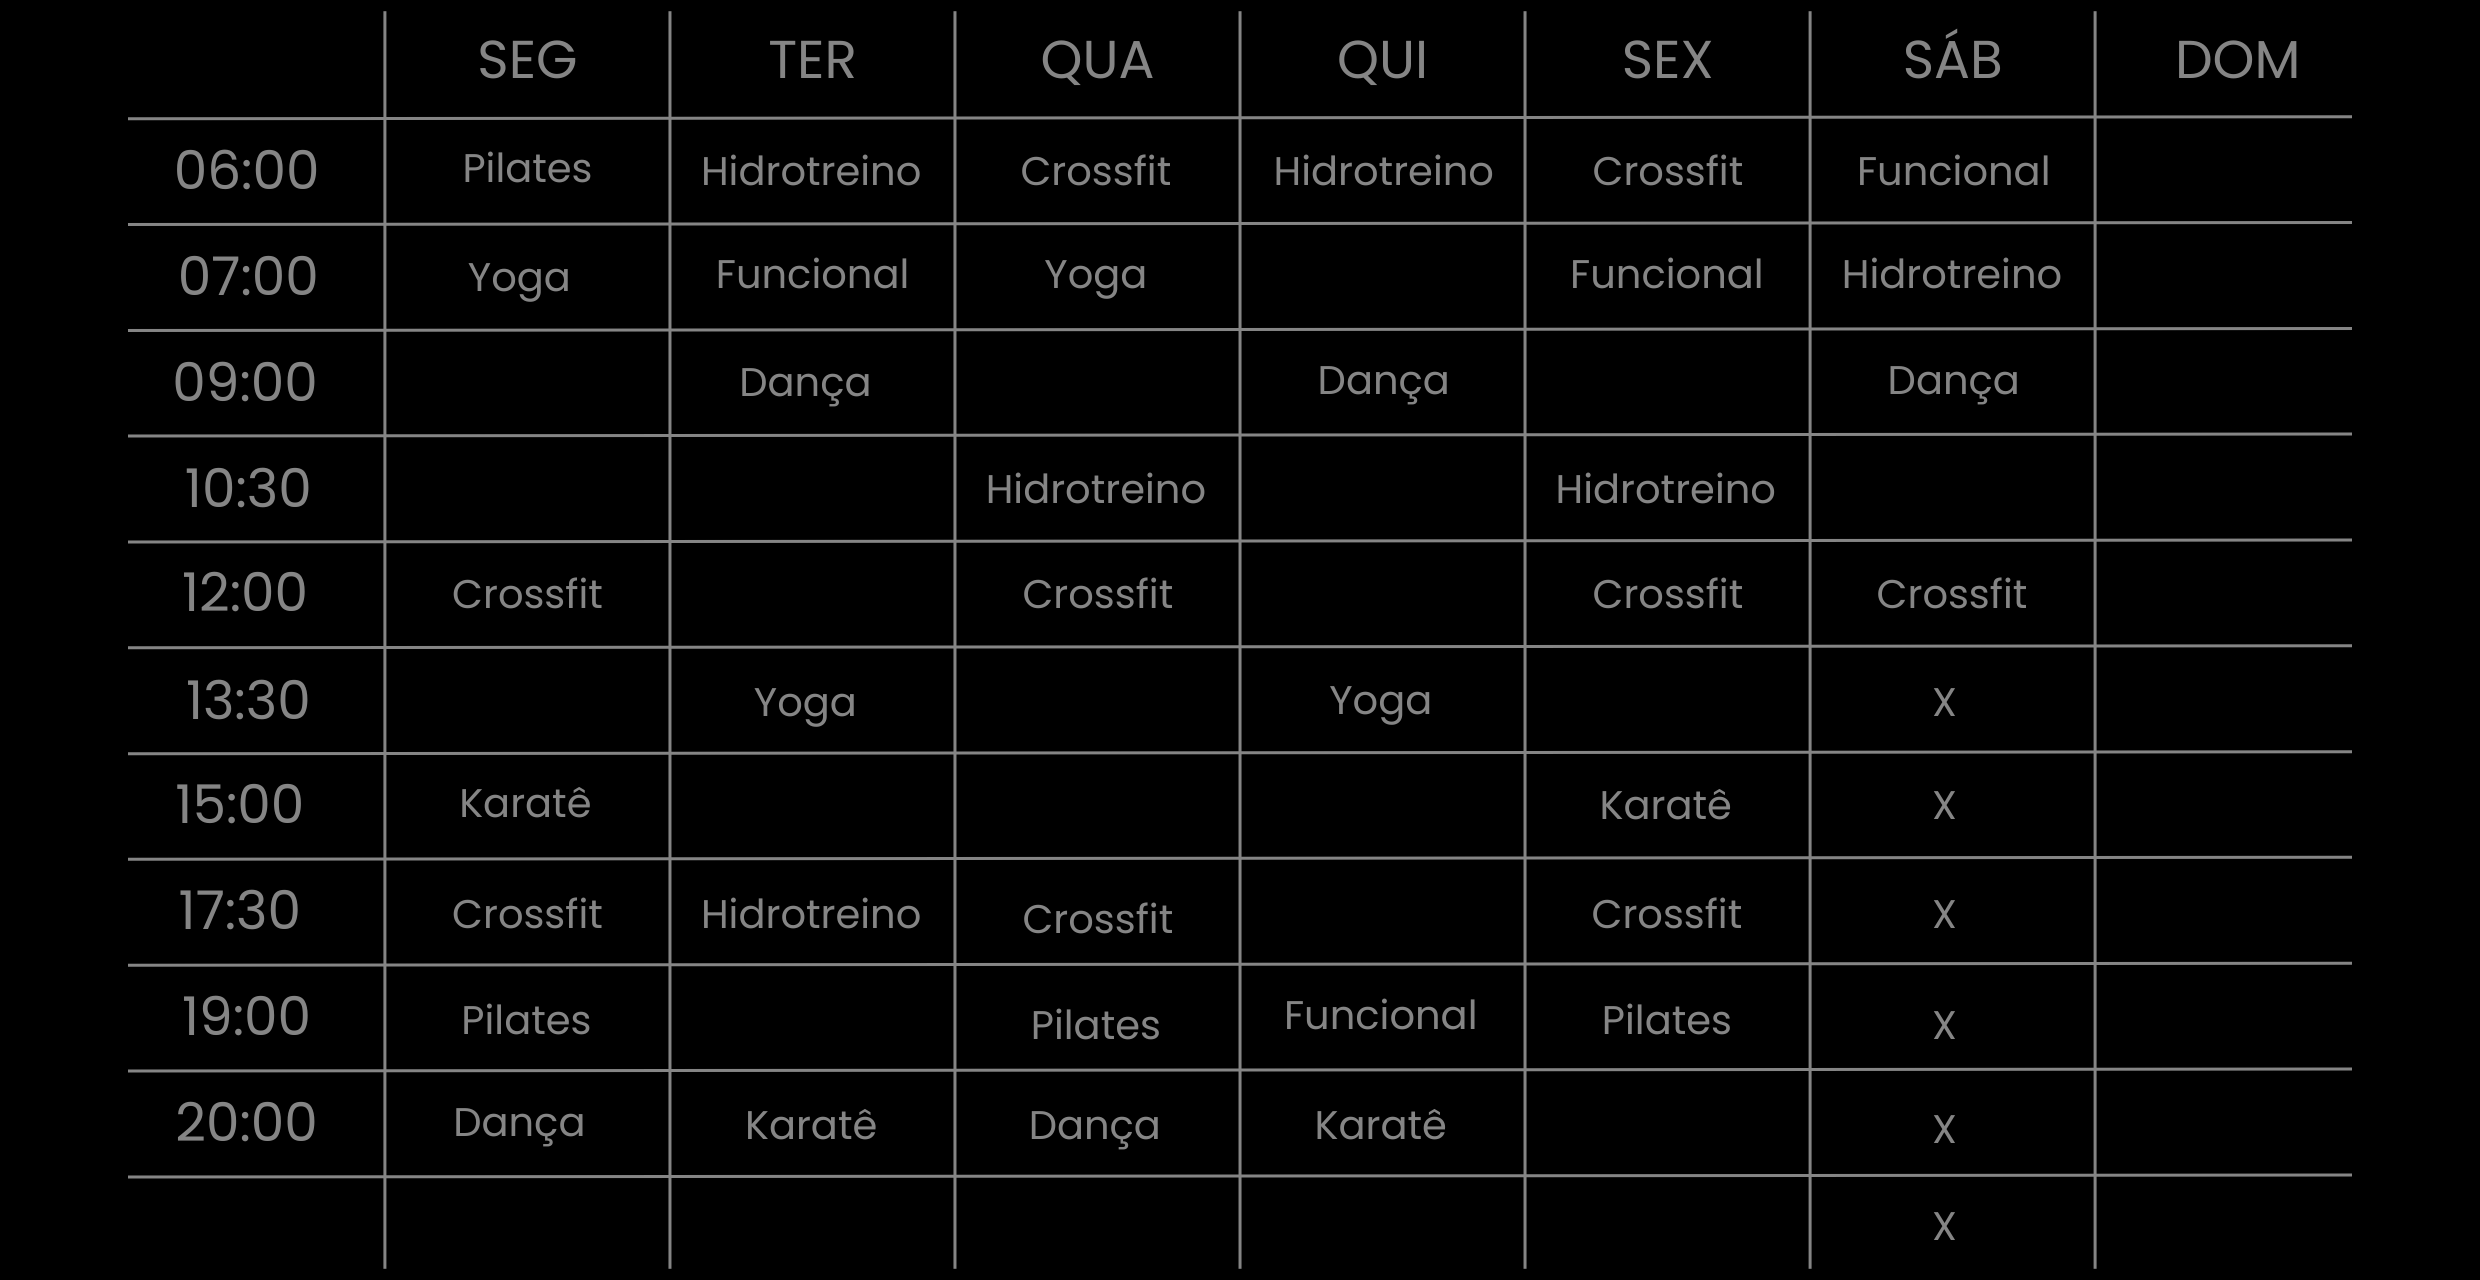 SEG TER QUA QUI SEX SÁB DOM
06:00 Pilates Hidrotreino Crossfit Hidrotreino Crossfit Funcional
07:00 Yoga Funcional Yoga Funcional Hidrotreino
09:00 Dança Dança Dança
10:30 Hidrotreino Hidrotreino
12:00 Crossfit Crossfit Crossfit Crossfit
13:30 Yoga Yoga X
15:00 Karatê Karatê X
17:30 Crossfit Hidrotreino Crossfit Crossfit X
19:00 Pilates Pilates Funcional Pilates X
20:00 Dança Karatê Dança Karatê X
X